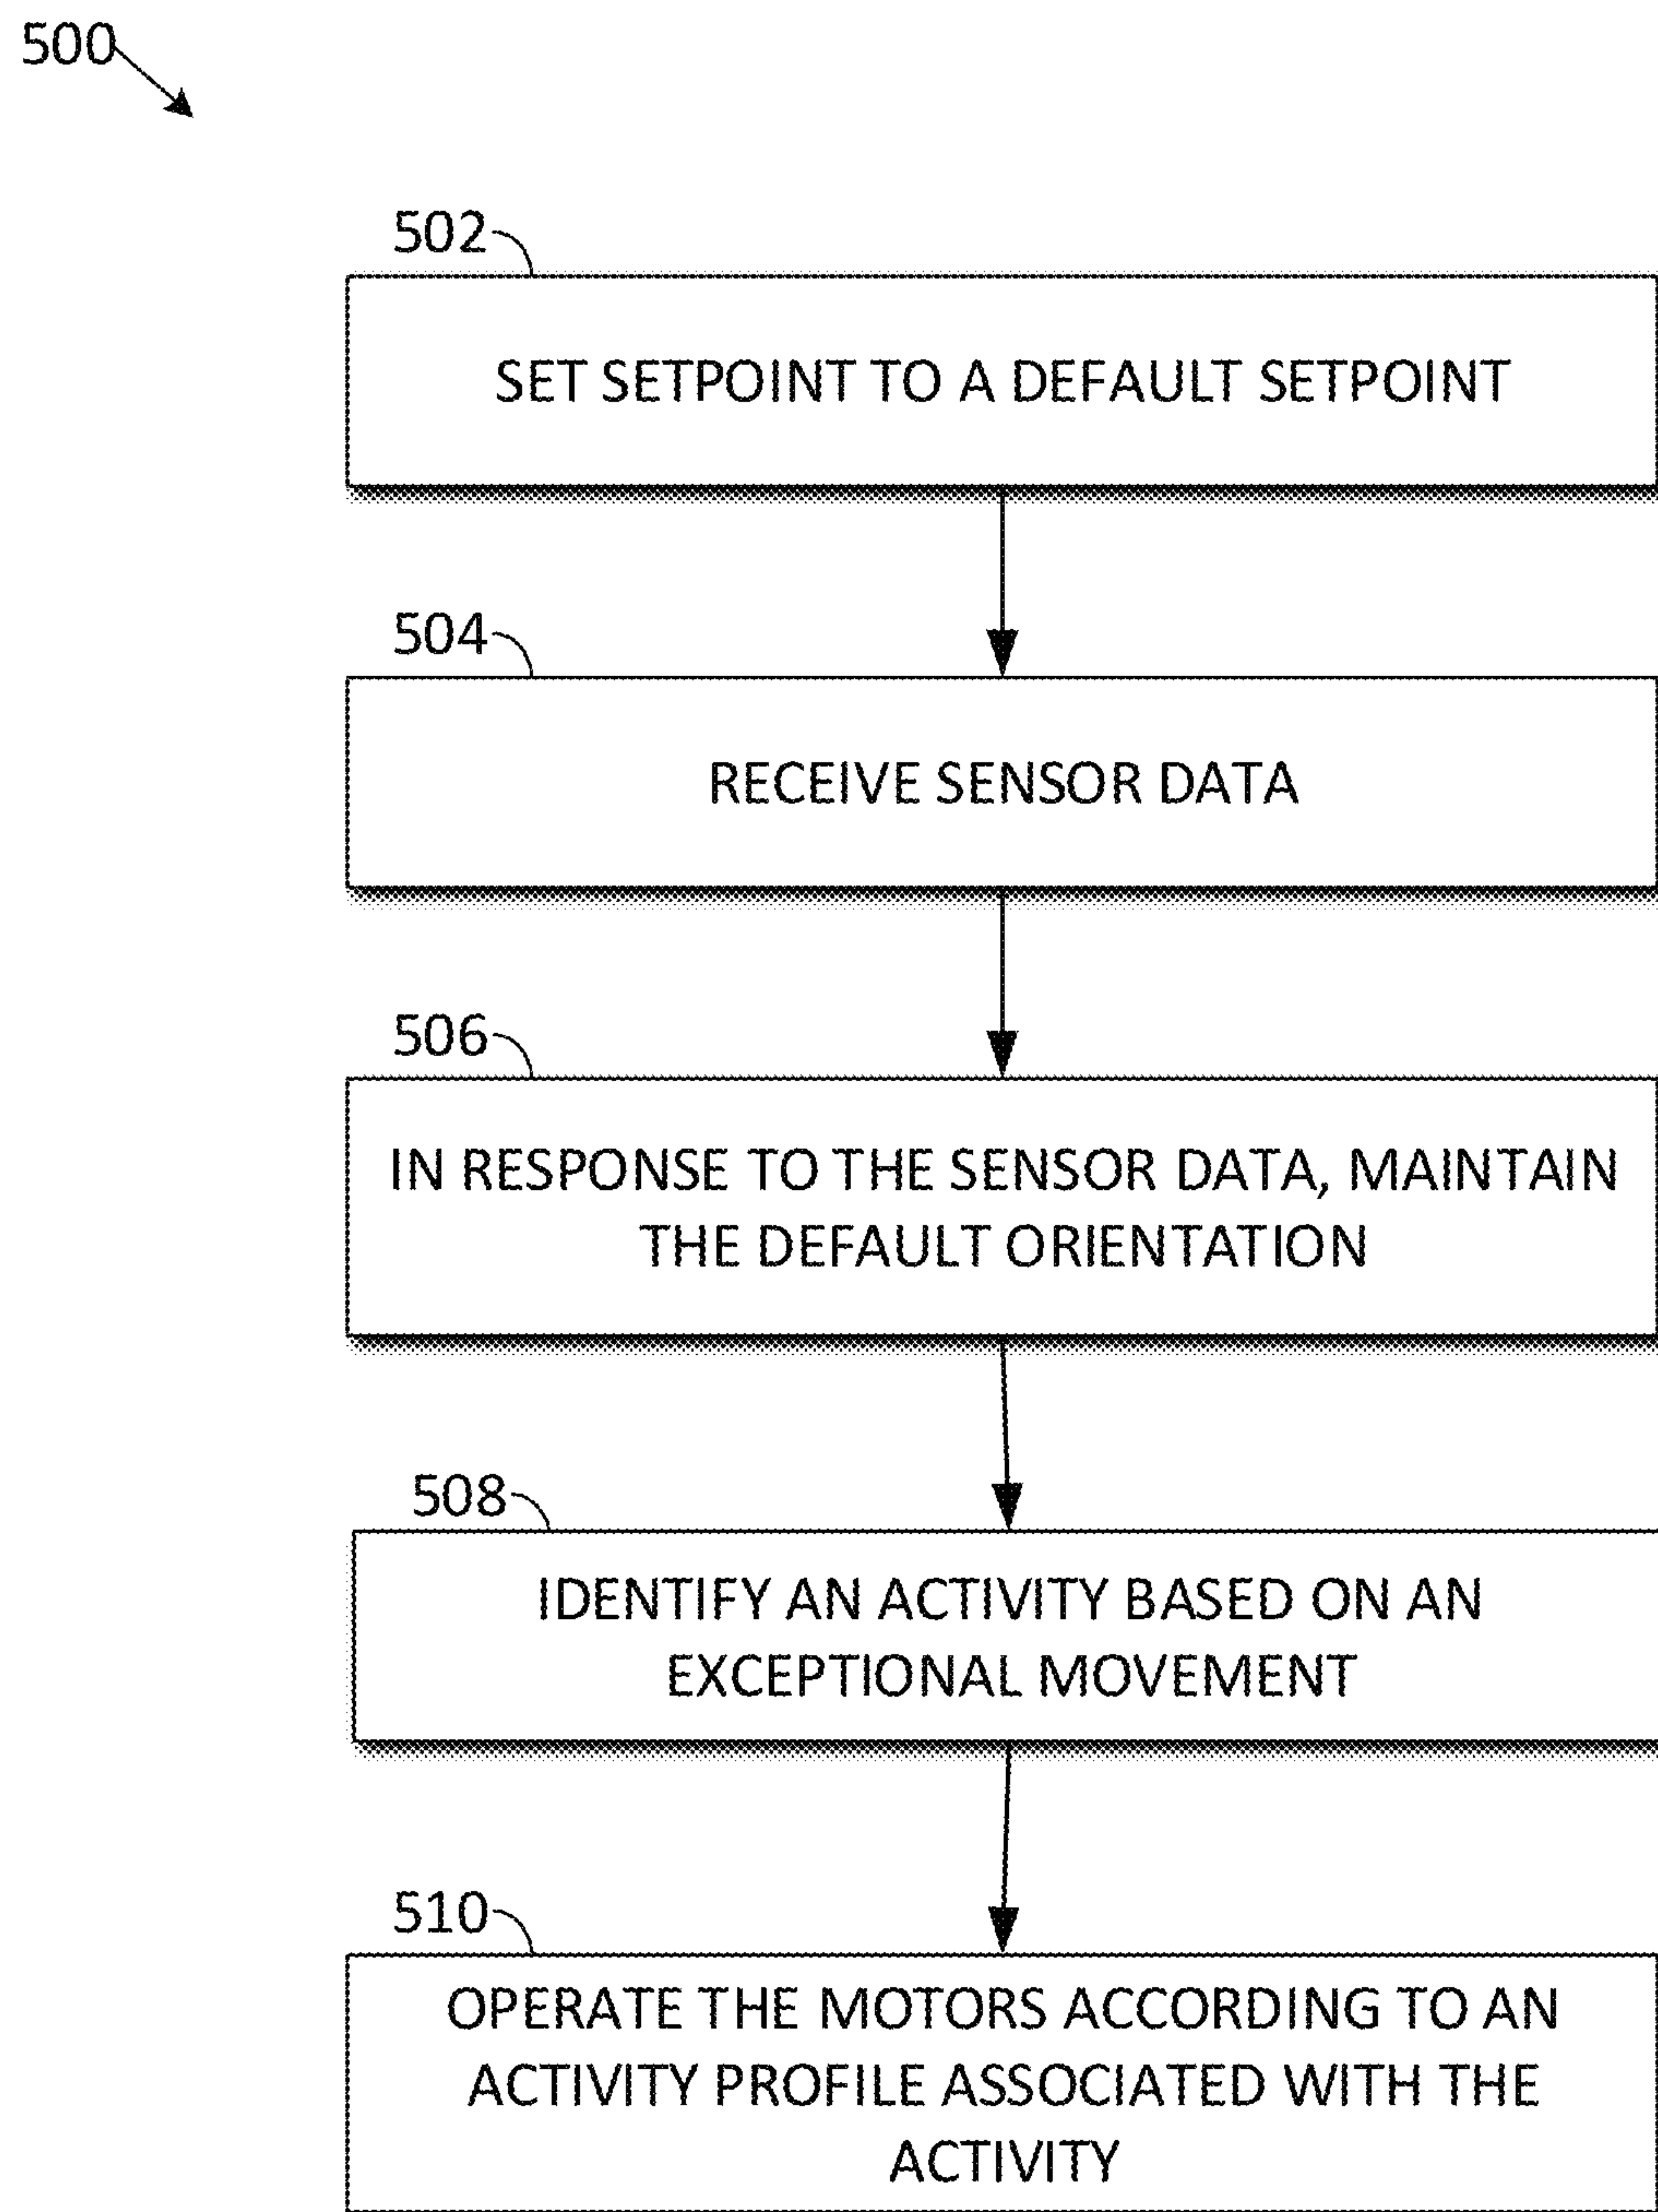 500
502
SET SETPOINT TO A DEFAULT SETPOINT
504
RECEIVE SENSOR DATA
506
IN RESPONSE TO THE SENSOR DATA, MAINTAIN
THE DEFAULT ORIENTATION
508
IDENTIFY AN ACTIVITY BASED ON AN
EXCEPTIONAL MOVEMENT
510
OPERATE THE MOTORS ACCORDING TO AN
ACTIVITY PROFILE ASSOCIATED WITH THE
ACTIVITY